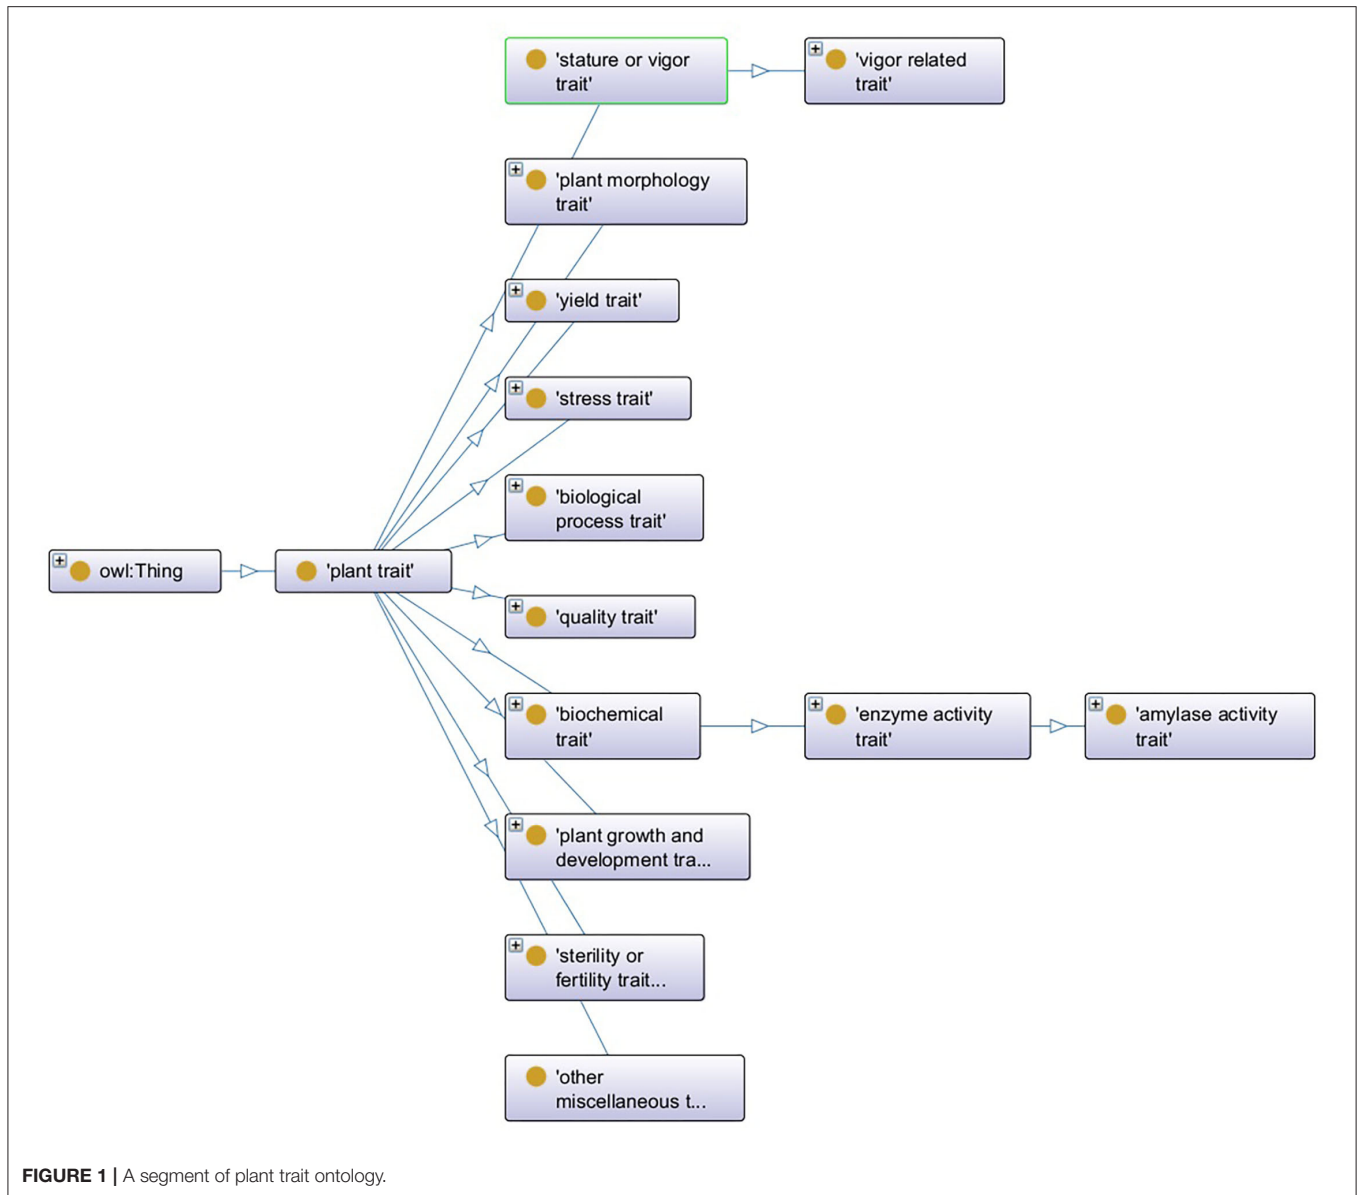 'stature or vigor
trait'
'vigor related
trait'
'plant morphology
trait'
'yield trait'
'stress trait'
'biological
process trait'
owl:Thing
'plant trait'
'quality trait'
'biochemical
trait'
'enzyme activity
trait'
'amylase activity
trait'
'plant growth and
development tra...
'sterility or
fertility trait...
'other
miscellaneous t...
FIGURE 1 | A segment of plant trait ontology.